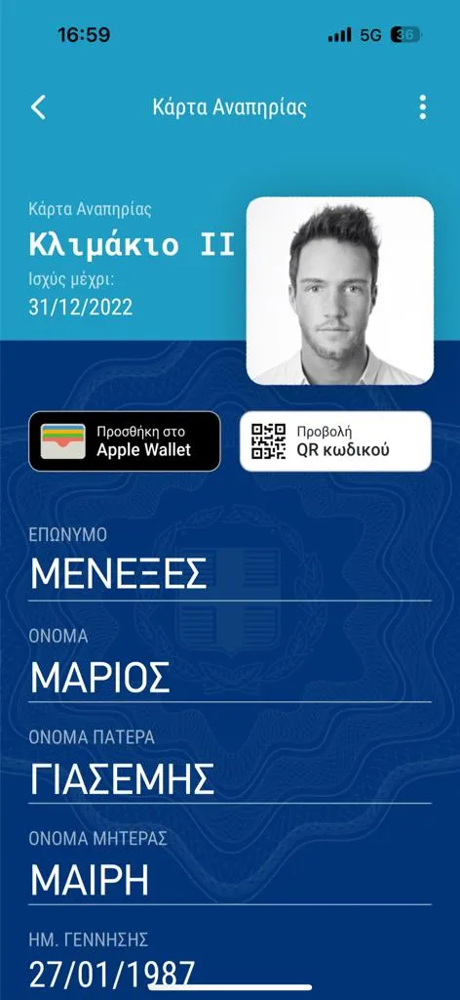 16:59
5G 36
Κάρτα Αναπηρίας
Κάρτα Αναπηρίας
Κλιμάκιο II
Ισχύς μέχρι:
31/12/2022
Προσθήκη στο
Apple Wallet
Προβολή
QR κωδικού
ΕΠΩΝΥΜΟ
ΜΕΝΕΞΕΣ
ΟΝΟΜΑ
ΜΑΡΙΟΣ
ΟΝΟΜΑ ΠΑΤΕΡΑ
ΓΙΑΣΕΜΗΣ
ΟΝΟΜΑ ΜΗΤΕΡΑΣ
ΜΑΙΡΗ
ΗΜ. ΓΕΝΝΗΣΗΣ
27/01/1987